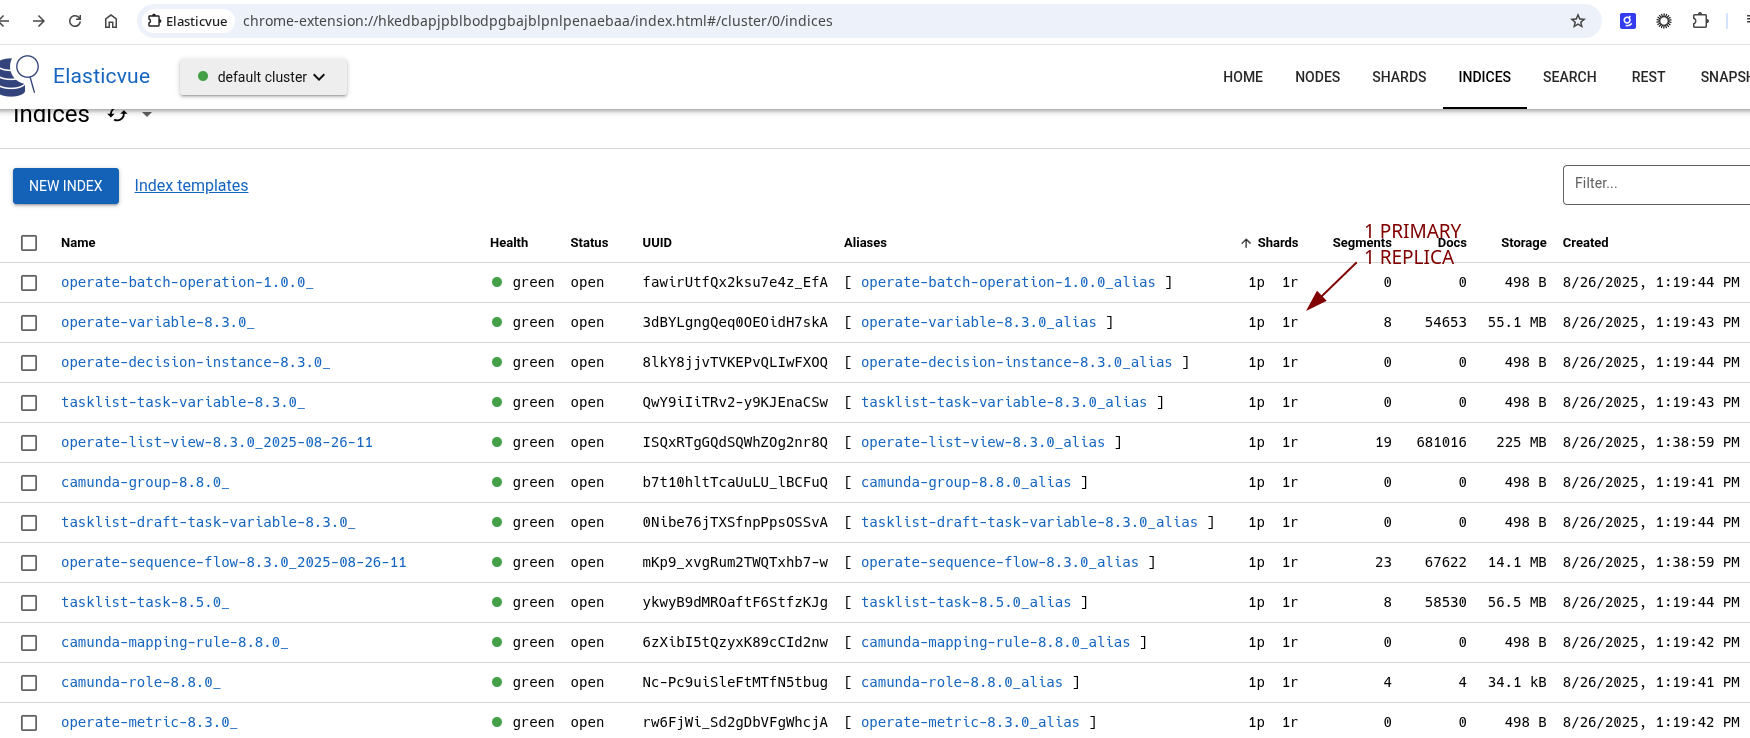 Elasticvue chrome-extension://hkedbapjpblbodpgbajblpnlpenaebaa/index.html#/cluster/0/indices
Elasticvue default cluster HOME NODES SHARDS INDICES SEARCH REST SNAPSH
Indices
NEW INDEX Index templates Filter...
1 PRIMARY
1 REPLICA
Name Health Status UUID Aliases Shards Segments Docs Storage Created
operate-batch-operation-1.0.0_ green open fawirUtfQx2ksu7e4z_EfA [ operate-batch-operation-1.0.0_alias ] 1p 1r 0 0 498 B 8/26/2025, 1:19:44 PM
operate-variable-8.3.0_ green open 3dBYLgngQeq0OEOidH7skA [ operate-variable-8.3.0_alias ] 1p 1r 8 54653 55.1 MB 8/26/2025, 1:19:43 PM
operate-decision-instance-8.3.0_ green open 8lkY8jjvTVKEPvQLIwFXOQ [ operate-decision-instance-8.3.0_alias ] 1p 1r 0 0 498 B 8/26/2025, 1:19:44 PM
tasklist-task-variable-8.3.0_ green open QwY9iIiTRv2-y9KJEnaCSw [ tasklist-task-variable-8.3.0_alias ] 1p 1r 0 0 498 B 8/26/2025, 1:19:43 PM
operate-list-view-8.3.0_2025-08-26-11 green open ISQxRTgGQdSQWhZOg2nr8Q [ operate-list-view-8.3.0_alias ] 1p 1r 19 681016 225 MB 8/26/2025, 1:38:59 PM
camunda-group-8.8.0_ green open b7t10hltTcaUuLU_lBCFuQ [ camunda-group-8.8.0_alias ] 1p 1r 0 0 498 B 8/26/2025, 1:19:41 PM
tasklist-draft-task-variable-8.3.0_ green open 0Nibe76jTXSfnpPpsOSSvA [ tasklist-draft-task-variable-8.3.0_alias ] 1p 1r 0 0 498 B 8/26/2025, 1:19:44 PM
operate-sequence-flow-8.3.0_2025-08-26-11 green open mKp9_xvgRum2TWQTxhb7-w [ operate-sequence-flow-8.3.0_alias ] 1p 1r 23 67622 14.1 MB 8/26/2025, 1:38:59 PM
tasklist-task-8.5.0_ green open ykwyB9dMROaftF6StfzKJg [ tasklist-task-8.5.0_alias ] 1p 1r 8 58530 56.5 MB 8/26/2025, 1:19:44 PM
camunda-mapping-rule-8.8.0_ green open 6zXibI5tQzyxK89cCId2nw [ camunda-mapping-rule-8.8.0_alias ] 1p 1r 0 0 498 B 8/26/2025, 1:19:42 PM
camunda-role-8.8.0_ green open Nc-Pc9uiSleFtMTfN5tbug [ camunda-role-8.8.0_alias ] 1p 1r 4 4 34.1 kB 8/26/2025, 1:19:41 PM
operate-metric-8.3.0_ green open rw6FjWi_Sd2gDbVFgWhcjA [ operate-metric-8.3.0_alias ] 1p 1r 0 0 498 B 8/26/2025, 1:19:42 PM